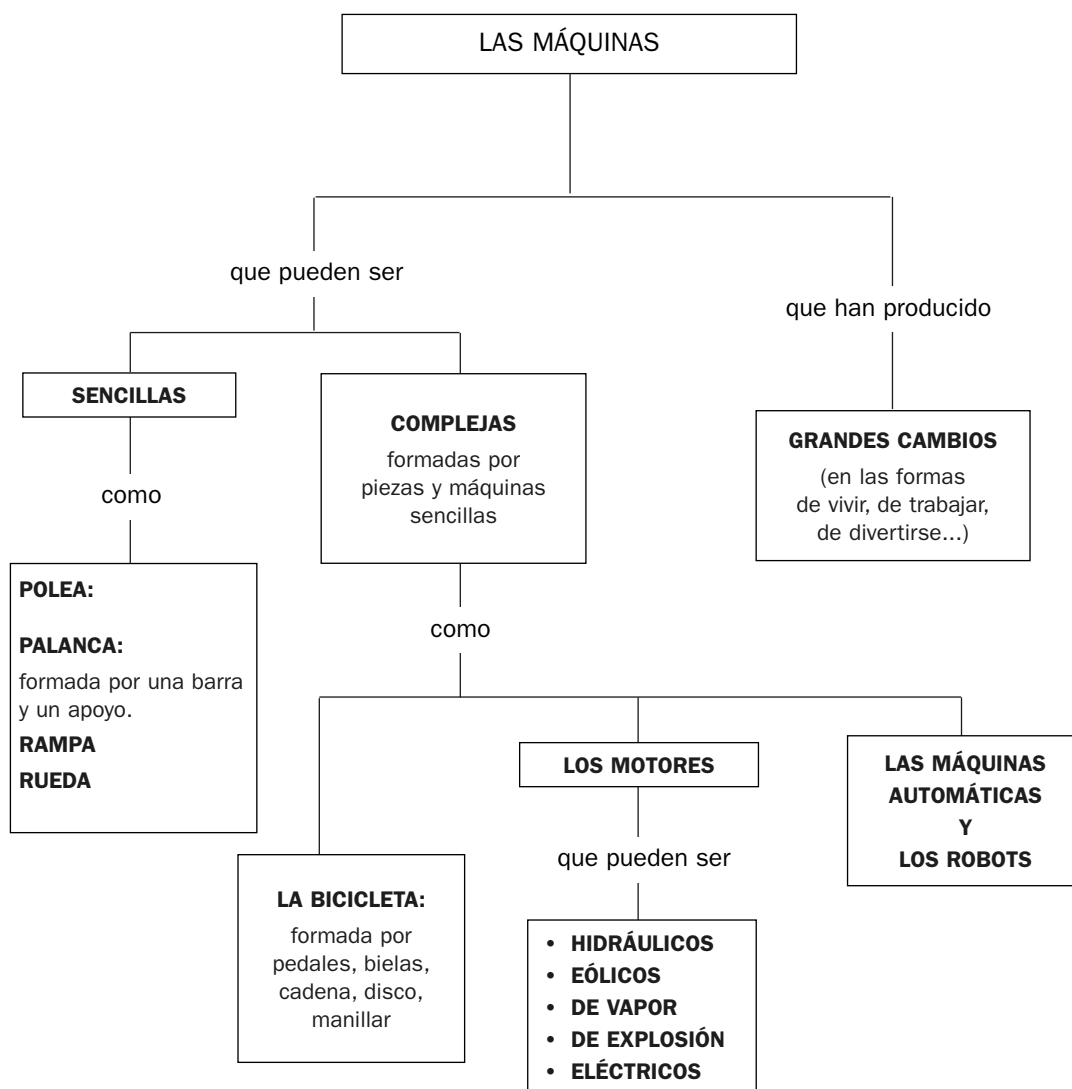 LAS MÁQUINAS
que pueden ser
que han producido
SENCILLAS
COMPLEJAS
formadas por
piezas y máquinas
sencillas
GRANDES CAMBIOS
(en las formas
de vivir, de trabajar,
de divertirse...)
como
POLEA:
PALANCA:
formada por una barra
y un apoyo.
RAMPA
RUEDA
como
LA BICICLETA:
formada por
pedales, bielas,
cadena, disco,
manillar
LOS MOTORES
que pueden ser
• HIDRÁULICOS
• EÓLICOS
• DE VAPOR
• DE EXPLOSIÓN
• ELÉCTRICOS
LAS MÁQUINAS
AUTOMÁTICAS
Y
LOS ROBOTS